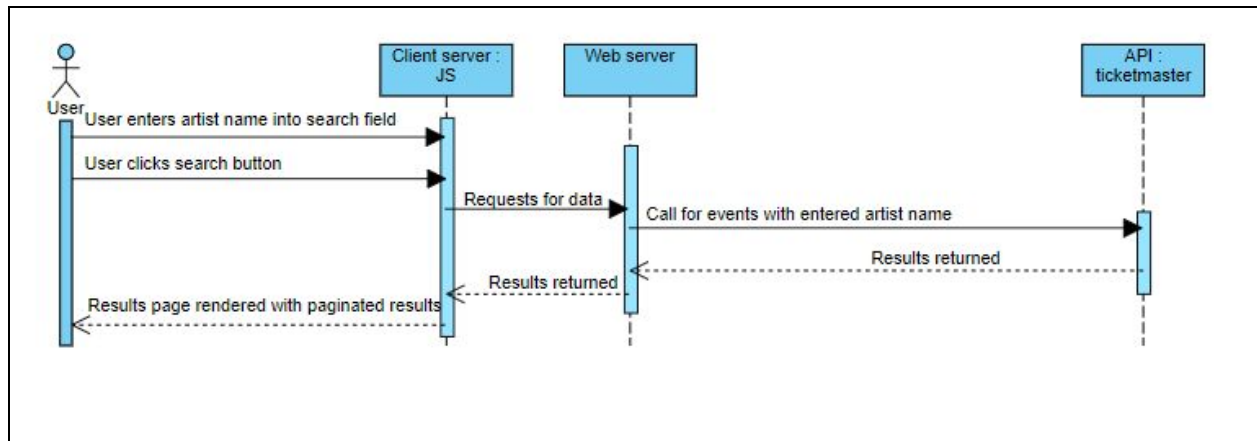 Client server :
JS
Web server
API :
ticketmaster
User
User enters artist name into search field
User clicks search button
Requests for data
Call for events with entered artist name
Results returned
Results returned
Results page rendered with paginated results